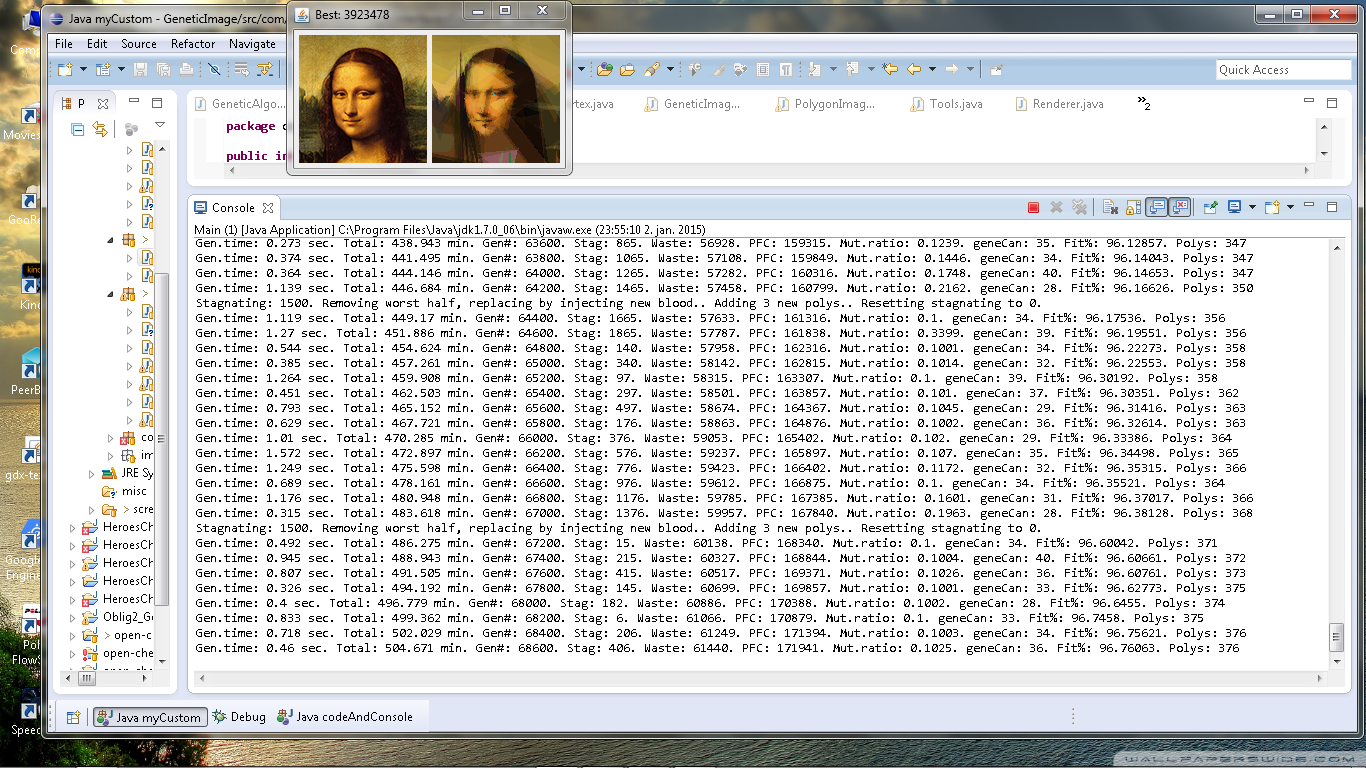 Java myCustom - GeneticImage/src/com/
Best: 3923478
File Edit Source Refactor Navigate
Quick Access
P
GeneticAlgo...
rtex.java
GeneticImag...
PolygonImag...
Tools.java
Renderer.java
»2
package
public in
Console
Main (1) [Java Application] C:\Program Files\Java\jdk1.7.0_06\bin\javaw.exe (23:55:10 2. jan. 2015)
Gen.time: 0.273 sec. Total: 438.943 min. Gen#: 63600. Stag: 865. Waste: 56928. PFC: 159315. Mut.ratio: 0.1239. geneCan: 35. Fit%: 96.12857. Polys: 347
Gen.time: 0.374 sec. Total: 441.495 min. Gen#: 63800. Stag: 1065. Waste: 57108. PFC: 159849. Mut.ratio: 0.1446. geneCan: 34. Fit%: 96.14043. Polys: 347
Gen.time: 0.364 sec. Total: 444.146 min. Gen#: 64000. Stag: 1265. Waste: 57282. PFC: 160316. Mut.ratio: 0.1748. geneCan: 40. Fit%: 96.14653. Polys: 347
Gen.time: 1.139 sec. Total: 446.684 min. Gen#: 64200. Stag: 1465. Waste: 57458. PFC: 160799. Mut.ratio: 0.2162. geneCan: 28. Fit%: 96.16626. Polys: 350
Stagnating: 1500. Removing worst half, replacing by injecting new blood.. Adding 3 new polys.. Resetting stagnating to 0.
Gen.time: 1.119 sec. Total: 449.17 min. Gen#: 64400. Stag: 1665. Waste: 57633. PFC: 161316. Mut.ratio: 0.1. geneCan: 34. Fit%: 96.17536. Polys: 356
Gen.time: 1.27 sec. Total: 451.886 min. Gen#: 64600. Stag: 1865. Waste: 57787. PFC: 161838. Mut.ratio: 0.3399. geneCan: 39. Fit%: 96.19551. Polys: 356
Gen.time: 0.544 sec. Total: 454.624 min. Gen#: 64800. Stag: 140. Waste: 57958. PFC: 162316. Mut.ratio: 0.1001. geneCan: 34. Fit%: 96.22273. Polys: 358
Gen.time: 0.385 sec. Total: 457.261 min. Gen#: 65000. Stag: 340. Waste: 58142. PFC: 162815. Mut.ratio: 0.1014. geneCan: 32. Fit%: 96.22553. Polys: 358
Gen.time: 1.264 sec. Total: 459.908 min. Gen#: 65200. Stag: 97. Waste: 58315. PFC: 163307. Mut.ratio: 0.1. geneCan: 39. Fit%: 96.30192. Polys: 358
Gen.time: 0.451 sec. Total: 462.503 min. Gen#: 65400. Stag: 297. Waste: 58501. PFC: 163857. Mut.ratio: 0.101. geneCan: 37. Fit%: 96.30351. Polys: 362
Gen.time: 0.793 sec. Total: 465.152 min. Gen#: 65600. Stag: 497. Waste: 58674. PFC: 164367. Mut.ratio: 0.1045. geneCan: 29. Fit%: 96.31416. Polys: 363
Gen.time: 0.629 sec. Total: 467.721 min. Gen#: 65800. Stag: 176. Waste: 58863. PFC: 164876. Mut.ratio: 0.1002. geneCan: 36. Fit%: 96.32614. Polys: 363
Gen.time: 1.01 sec. Total: 470.285 min. Gen#: 66000. Stag: 376. Waste: 59053. PFC: 165402. Mut.ratio: 0.102. geneCan: 29. Fit%: 96.33386. Polys: 364
Gen.time: 1.572 sec. Total: 472.897 min. Gen#: 66200. Stag: 576. Waste: 59237. PFC: 165897. Mut.ratio: 0.107. geneCan: 35. Fit%: 96.34498. Polys: 365
Gen.time: 1.249 sec. Total: 475.598 min. Gen#: 66400. Stag: 776. Waste: 59423. PFC: 166402. Mut.ratio: 0.1172. geneCan: 32. Fit%: 96.35315. Polys: 366
Gen.time: 0.689 sec. Total: 478.161 min. Gen#: 66600. Stag: 976. Waste: 59612. PFC: 166875. Mut.ratio: 0.1. geneCan: 34. Fit%: 96.35521. Polys: 364
Gen.time: 1.176 sec. Total: 480.948 min. Gen#: 66800. Stag: 1176. Waste: 59785. PFC: 167385. Mut.ratio: 0.1601. geneCan: 31. Fit%: 96.37017. Polys: 366
Gen.time: 0.315 sec. Total: 483.618 min. Gen#: 67000. Stag: 1376. Waste: 59957. PFC: 167840. Mut.ratio: 0.1963. geneCan: 28. Fit%: 96.38128. Polys: 368
Stagnating: 1500. Removing worst half, replacing by injecting new blood.. Adding 3 new polys.. Resetting stagnating to 0.
Gen.time: 0.492 sec. Total: 486.275 min. Gen#: 67200. Stag: 15. Waste: 60138. PFC: 168340. Mut.ratio: 0.1. geneCan: 34. Fit%: 96.60042. Polys: 371
Gen.time: 0.945 sec. Total: 488.943 min. Gen#: 67400. Stag: 215. Waste: 60327. PFC: 168844. Mut.ratio: 0.1004. geneCan: 40. Fit%: 96.60661. Polys: 372
Gen.time: 0.807 sec. Total: 491.505 min. Gen#: 67600. Stag: 415. Waste: 60517. PFC: 169371. Mut.ratio: 0.1026. geneCan: 36. Fit%: 96.60761. Polys: 373
Gen.time: 0.326 sec. Total: 494.192 min. Gen#: 67800. Stag: 145. Waste: 60699. PFC: 169857. Mut.ratio: 0.1001. geneCan: 33. Fit%: 96.62773. Polys: 375
Gen.time: 0.4 sec. Total: 496.779 min. Gen#: 68000. Stag: 182. Waste: 60886. PFC: 170388. Mut.ratio: 0.1002. geneCan: 28. Fit%: 96.6455. Polys: 374
Gen.time: 0.833 sec. Total: 499.362 min. Gen#: 68200. Stag: 6. Waste: 61066. PFC: 170879. Mut.ratio: 0.1. geneCan: 33. Fit%: 96.7458. Polys: 375
Gen.time: 0.718 sec. Total: 502.029 min. Gen#: 68400. Stag: 206. Waste: 61249. PFC: 171394. Mut.ratio: 0.1003. geneCan: 34. Fit%: 96.75621. Polys: 376
Gen.time: 0.46 sec. Total: 504.671 min. Gen#: 68600. Stag: 406. Waste: 61440. PFC: 171941. Mut.ratio: 0.1025. geneCan: 36. Fit%: 96.76063. Polys: 376
co
im
JRE Sy
misc
> scre
HeroesCh
HeroesCh
HeroesCh
HeroesCh
HeroesCh
Oblig2_Ge
> open-c
open-che
Java myCustom
Debug
Java codeAndConsole
Com
Movies
GooRe
Kin
PeerB
gdx-te
Google
Engine
Pol
FlowS
Speec
WALLPAPERSWIDE.COM